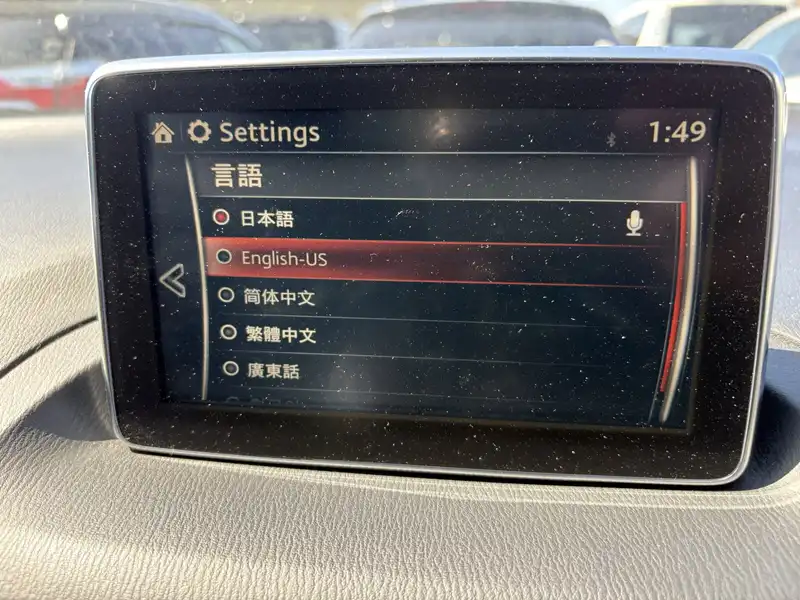 Settings 1:49
言語
日本語
English-US
简体中文
繁體中文
廣東話